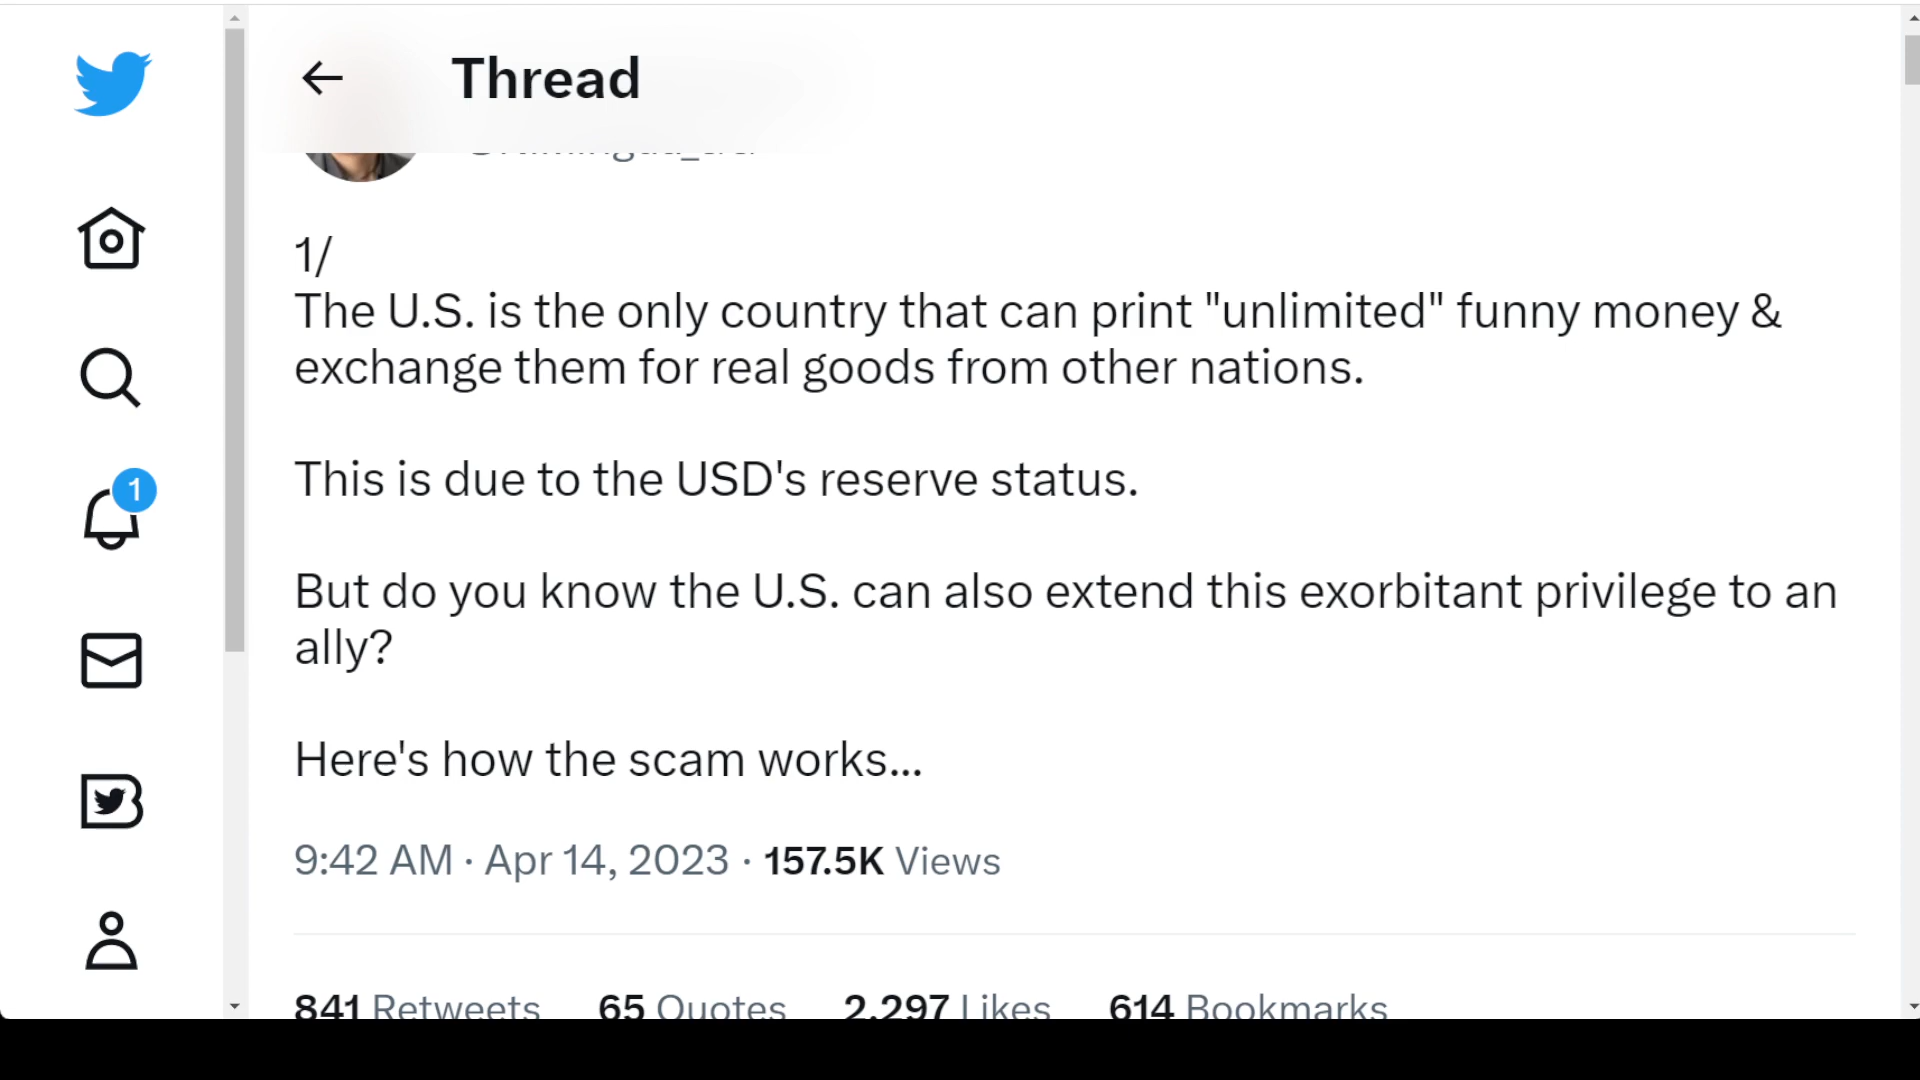 Thread
1/
The U.S. is the only country that can print "unlimited" funny money &
exchange them for real goods from other nations.
This is due to the USD's reserve status.
But do you know the U.S. can also extend this exorbitant privilege to an
ally?
Here's how the scam works...
9:42 AM · Apr 14, 2023 · 157.5K Views
841 Retweets 65 Quotes 2,297 Likes 614 Bookmarks
1